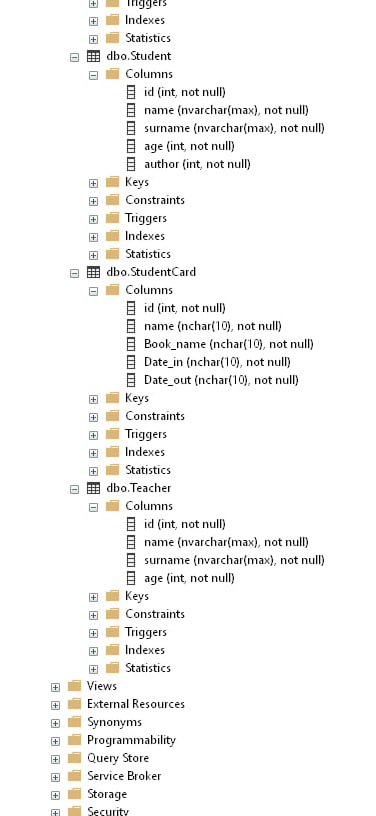 Triggers
Indexes
Statistics
dbo.Student
Columns
id (int, not null)
name (nvarchar(max), not null)
surname (nvarchar(max), not null)
age (int, not null)
author (int, not null)
Keys
Constraints
Triggers
Indexes
Statistics
dbo.StudentCard
Columns
id (int, not null)
name (nchar(10), not null)
Book_name (nchar(10), not null)
Date_in (nchar(10), not null)
Date_out (nchar(10), not null)
Keys
Constraints
Triggers
Indexes
Statistics
dbo.Teacher
Columns
id (int, not null)
name (nvarchar(max), not null)
surname (nvarchar(max), not null)
age (int, not null)
Keys
Constraints
Triggers
Indexes
Statistics
Views
External Resources
Synonyms
Programmability
Query Store
Service Broker
Storage
Security